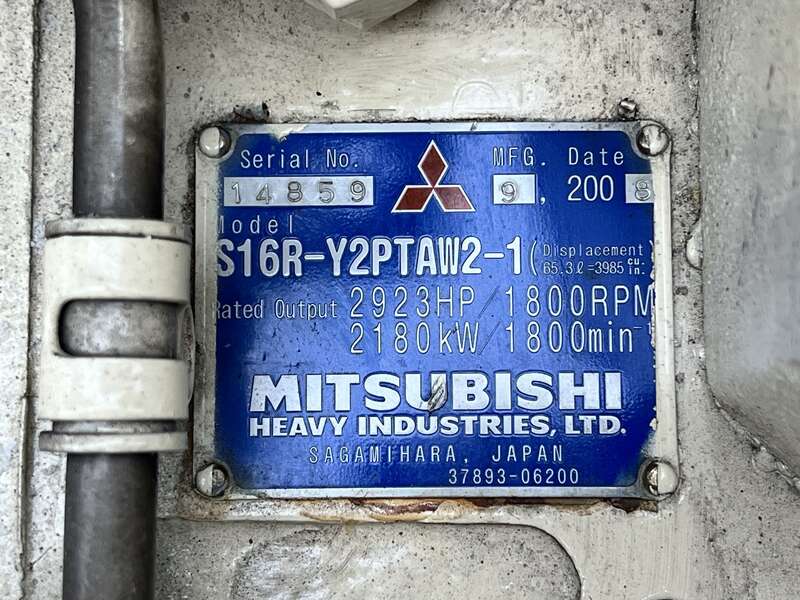 Serial No. MFG. Date
14859 9, 2008
Model
S16R-Y2PTAW2-1 (Displacement 65.3ℓ=3985 cu. in.)
Rated Output 2923HP/1800RPM
2180kW/1800min⁻¹
MITSUBISHI
HEAVY INDUSTRIES, LTD.
SAGAMIHARA, JAPAN
37893-06200